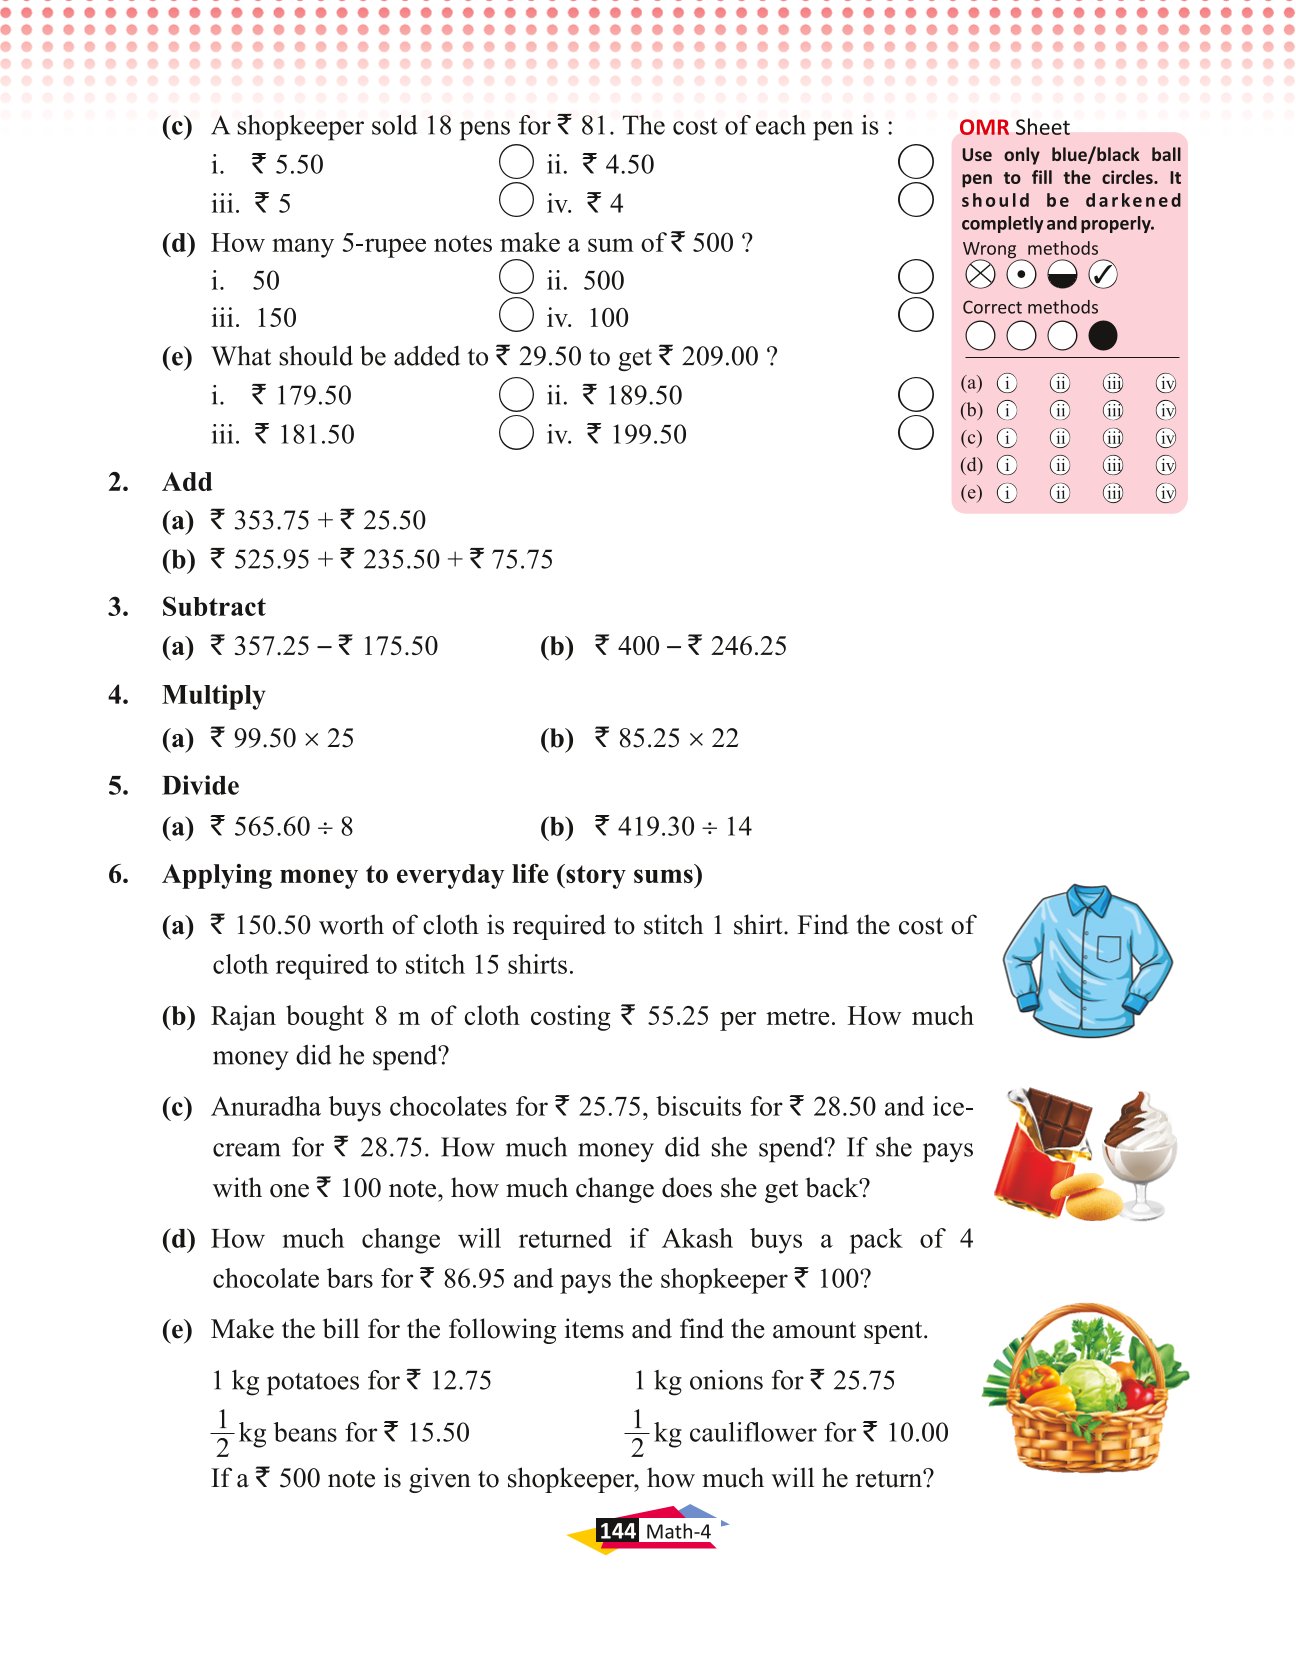 (c) A shopkeeper sold 18 pens for ₹ 81. The cost of each pen is :
i. ₹ 5.50 ii. ₹ 4.50
iii. ₹ 5 iv. ₹ 4
(d) How many 5-rupee notes make a sum of ₹ 500 ?
i. 50 ii. 500
iii. 150 iv. 100
(e) What should be added to ₹ 29.50 to get ₹ 209.00 ?
i. ₹ 179.50 ii. ₹ 189.50
iii. ₹ 181.50 iv. ₹ 199.50
OMR Sheet
Use only blue/black ball
pen to fill the circles. It
should be darkened
completly and properly.
Wrong methods
Correct methods
(a) i ii iii iv
(b) i ii iii iv
(c) i ii iii iv
(d) i ii iii iv
(e) i ii iii iv
2. Add
(a) ₹ 353.75 + ₹ 25.50
(b) ₹ 525.95 + ₹ 235.50 + ₹ 75.75
3. Subtract
(a) ₹ 357.25 – ₹ 175.50 (b) ₹ 400 – ₹ 246.25
4. Multiply
(a) ₹ 99.50 × 25 (b) ₹ 85.25 × 22
5. Divide
(a) ₹ 565.60 ÷ 8 (b) ₹ 419.30 ÷ 14
6. Applying money to everyday life (story sums)
(a) ₹ 150.50 worth of cloth is required to stitch 1 shirt. Find the cost of
cloth required to stitch 15 shirts.
(b) Rajan bought 8 m of cloth costing ₹ 55.25 per metre. How much
money did he spend?
(c) Anuradha buys chocolates for ₹ 25.75, biscuits for ₹ 28.50 and ice-
cream for ₹ 28.75. How much money did she spend? If she pays
with one ₹ 100 note, how much change does she get back?
(d) How much change will returned if Akash buys a pack of 4
chocolate bars for ₹ 86.95 and pays the shopkeeper ₹ 100?
(e) Make the bill for the following items and find the amount spent.
1 kg potatoes for ₹ 12.75 1 kg onions for ₹ 25.75
1/2 kg beans for ₹ 15.50 1/2 kg cauliflower for ₹ 10.00
If a ₹ 500 note is given to shopkeeper, how much will he return?
144 Math-4